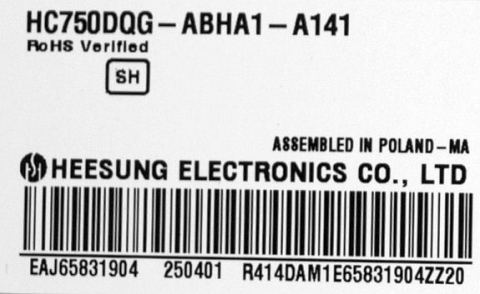 HC750DQG-ABHA1-A141
RoHS Verified
SH
ASSEMBLED IN POLAND-MA
HEESUNG ELECTRONICS CO., LTD
EAJ65831904 250401 R414DAM1E65831904ZZ20